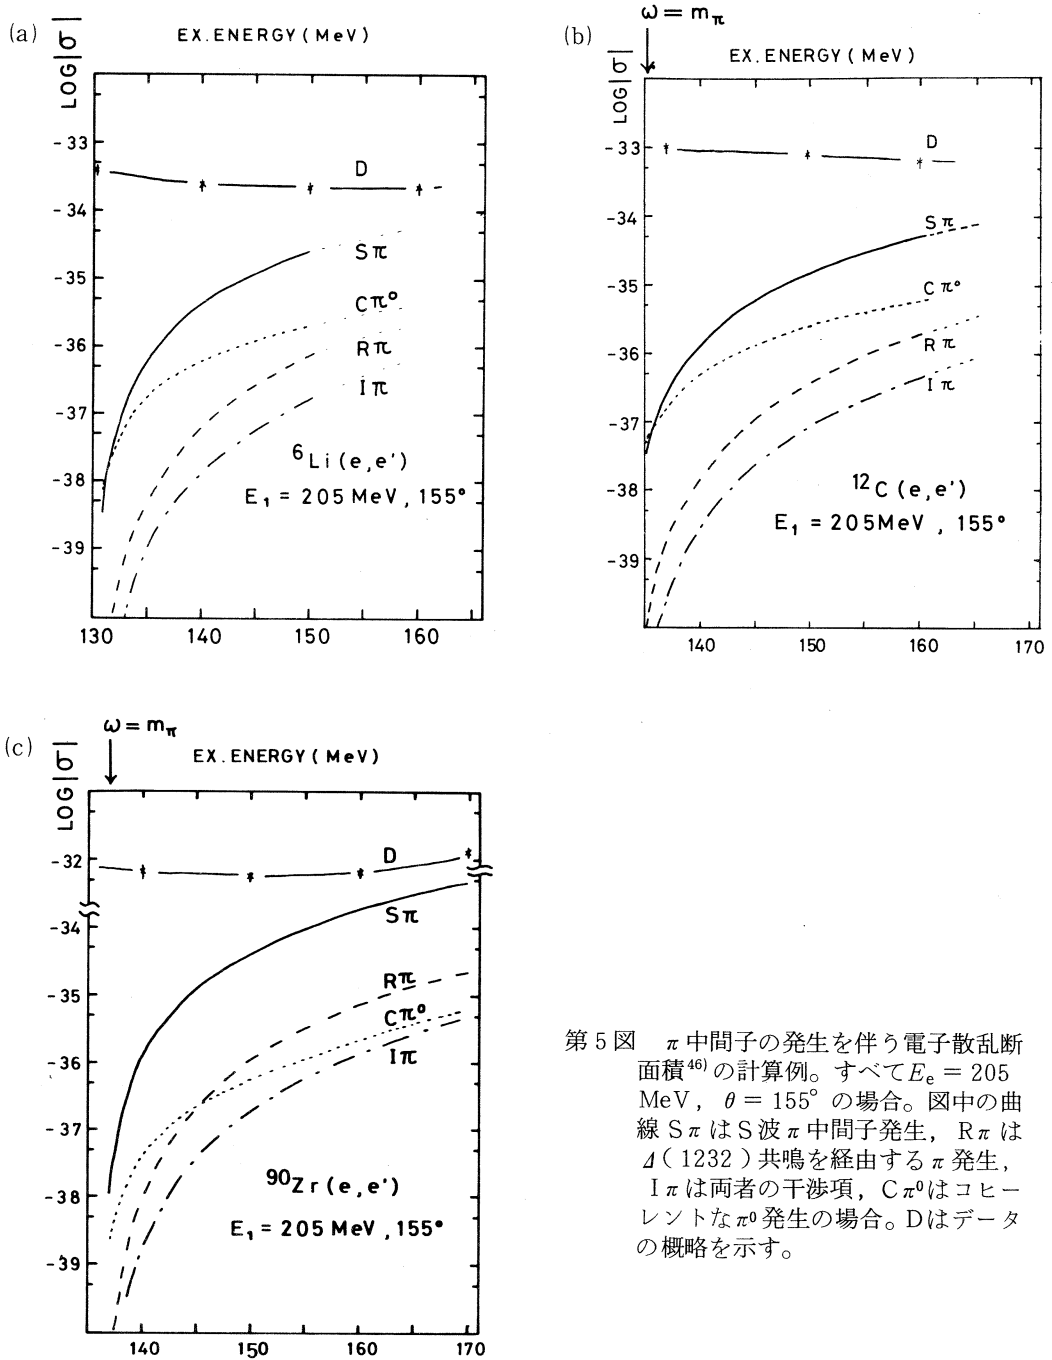 (a)
EX.ENERGY(MeV)
LOG|σ|
-33
-34
-35
-36
-37
-38
-39
D
Sπ
Cπ⁰
Rπ
Iπ
⁶Li(e,e')
E₁ = 205 MeV , 155°
130 140 150 160
(b)
ω = mπ
EX. ENERGY(MeV)
LOG|σ|
-33
-34
-35
-36
-37
-38
-39
D
Sπ
Cπ⁰
Rπ
Iπ
¹²C(e,e')
E₁ = 205MeV , 155°
140 150 160 170
(c)
ω = mπ
EX.ENERGY(MeV)
LOG|σ|
-32
-34
-35
-36
-37
-38
-39
D
Sπ
Rπ
Cπ⁰
Iπ
⁹⁰Zr(e,e')
E₁ = 205 MeV ,155°
140 150 160 170
第5図 π中間子の発生を伴う電子散乱断
面積⁴⁶⁾の計算例。すべてEₑ = 205
MeV, θ = 155° の場合。図中の曲
線Sπは S波π中間子発生, Rπは
Δ(1232)共鳴を経由するπ発生,
Iπは両者の干渉項, Cπ⁰はコヒー
レントなπ⁰発生の場合。Dはデータ
の概略を示す。